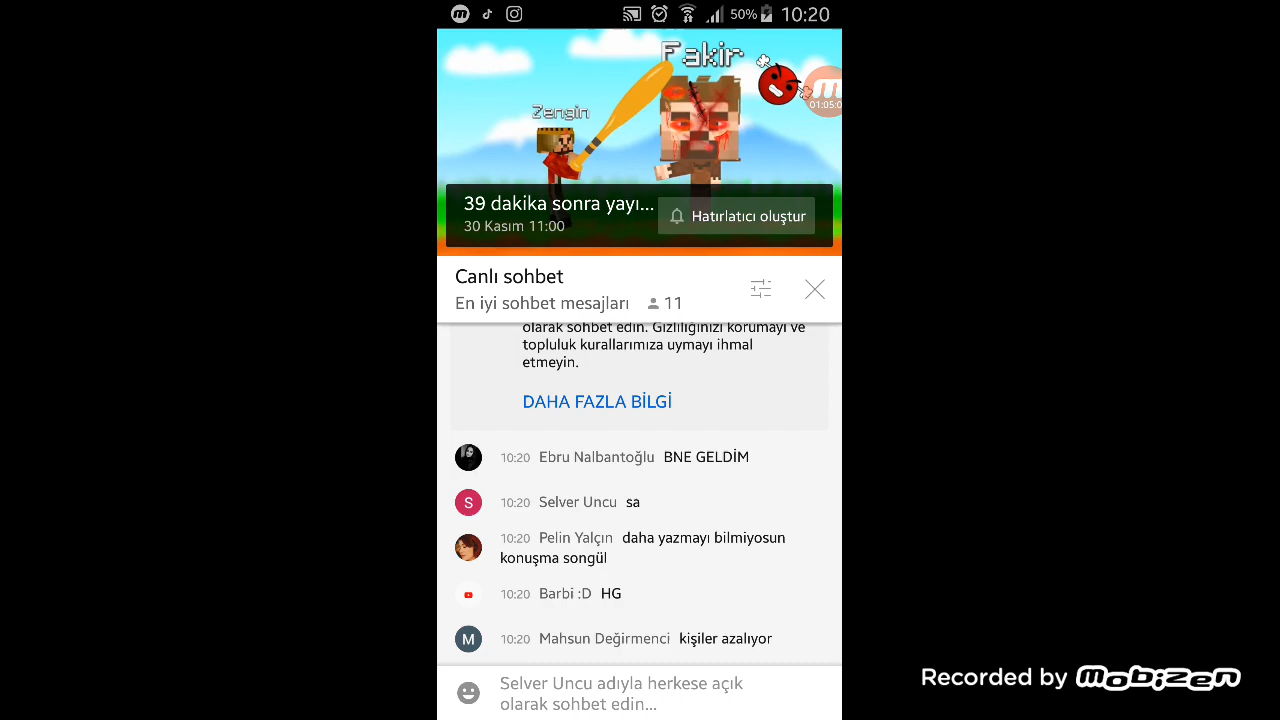 50% 10:20
Fakir
01:05:0
Zengin
39 dakika sonra yayı...
30 Kasım 11:00
Hatırlatıcı oluştur
Canlı sohbet
En iyi sohbet mesajları 11
olarak sohbet edin. Gizliliğinizi korumayı ve
topluluk kurallarımıza uymayı ihmal
etmeyin.
DAHA FAZLA BİLGİ
10:20 Ebru Nalbantoğlu BNE GELDİM
S 10:20 Selver Uncu sa
10:20 Pelin Yalçın daha yazmayı bilmiyosun
konuşma songül
10:20 Barbi :D HG
M 10:20 Mahsun Değirmenci kişiler azalıyor
Selver Uncu adıyla herkese açık
olarak sohbet edin...
Recorded by mobizen